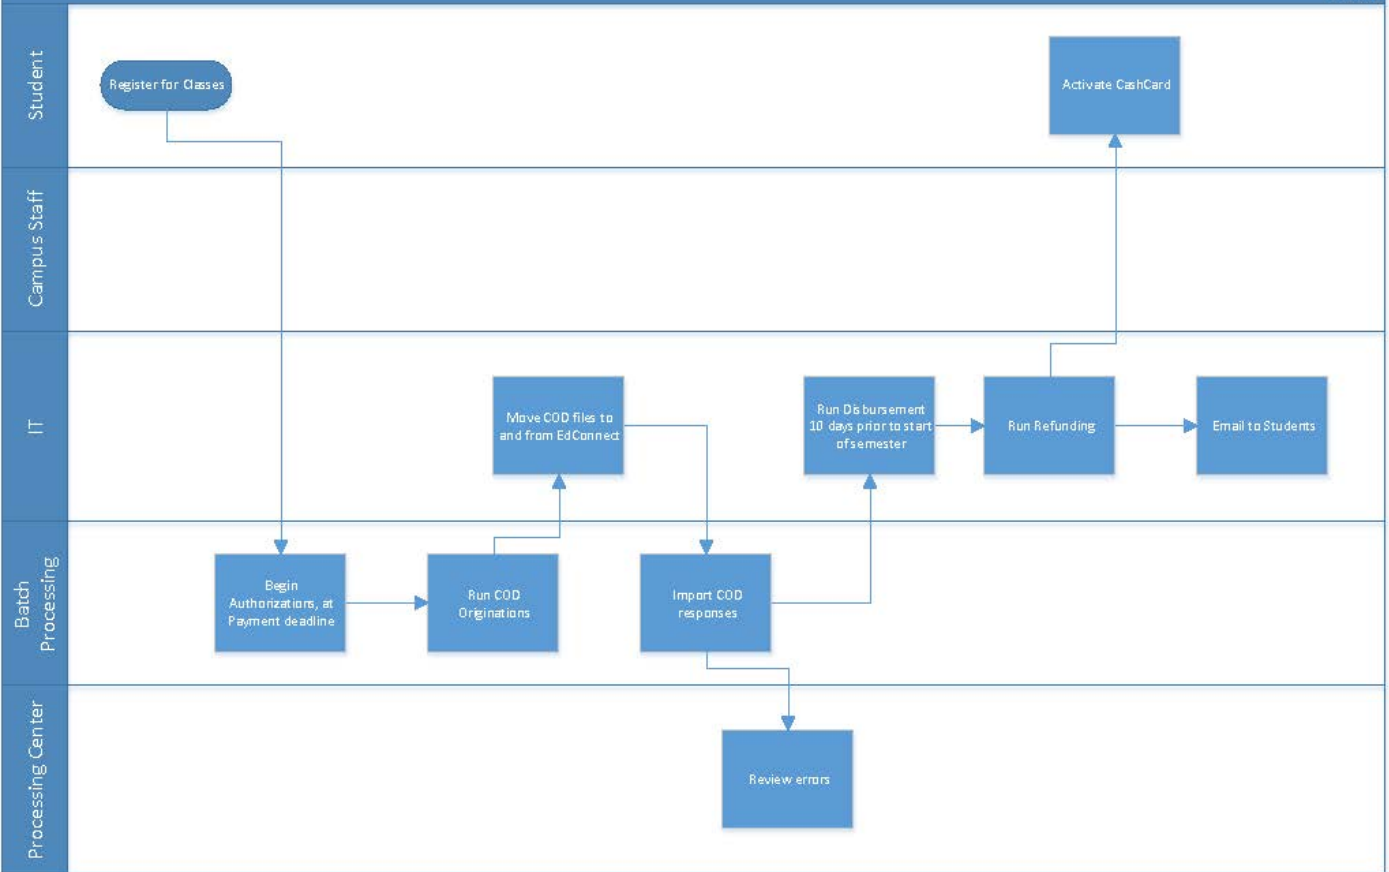 Student
Register for Classes
Activate CashCard
Campus Staff
IT
Move COD files to
and from EdConnect
Run Disbursement
10 days prior to start
of semester
Run Refunding
Email to Students
Batch
Processing
Begin
Authorizations, at
Payment deadline
Run COD
Originations
Import COD
responses
Processing Center
Review errors